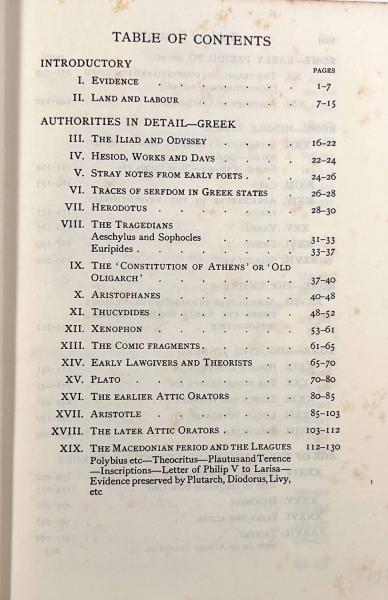 TABLE OF CONTENTS
INTRODUCTORY PAGES
I. EVIDENCE . . . . . . 1–7
II. LAND AND LABOUR . . . . 7–15
AUTHORITIES IN DETAIL—GREEK
III. THE ILIAD AND ODYSSEY . . . . 16–22
IV. HESIOD, WORKS AND DAYS . . . . 22–24
V. STRAY NOTES FROM EARLY POETS . . . 24–26
VI. TRACES OF SERFDOM IN GREEK STATES . 26–28
VII. HERODOTUS . . . . . 28–30
VIII. THE TRAGEDIANS
Aeschylus and Sophocles . . . . 31–33
Euripides . . . . . . 33–37
IX. THE 'CONSTITUTION OF ATHENS' OR 'OLD
OLIGARCH' . . . . . 37–40
X. ARISTOPHANES . . . . . 40–48
XI. THUCYDIDES . . . . . 48–52
XII. XENOPHON . . . . . 53–61
XIII. THE COMIC FRAGMENTS . . . . 61–65
XIV. EARLY LAWGIVERS AND THEORISTS . . 65–70
XV. PLATO . . . . . . 70–80
XVI. THE EARLIER ATTIC ORATORS . . . 80–85
XVII. ARISTOTLE . . . . . 85–103
XVIII. THE LATER ATTIC ORATORS . . . 103–112
XIX. THE MACEDONIAN PERIOD AND THE LEAGUES 112–130
Polybius etc—Theocritus—Plautus and Terence
—Inscriptions—Letter of Philip V to Larisa—
Evidence preserved by Plutarch, Diodorus, Livy,
etc